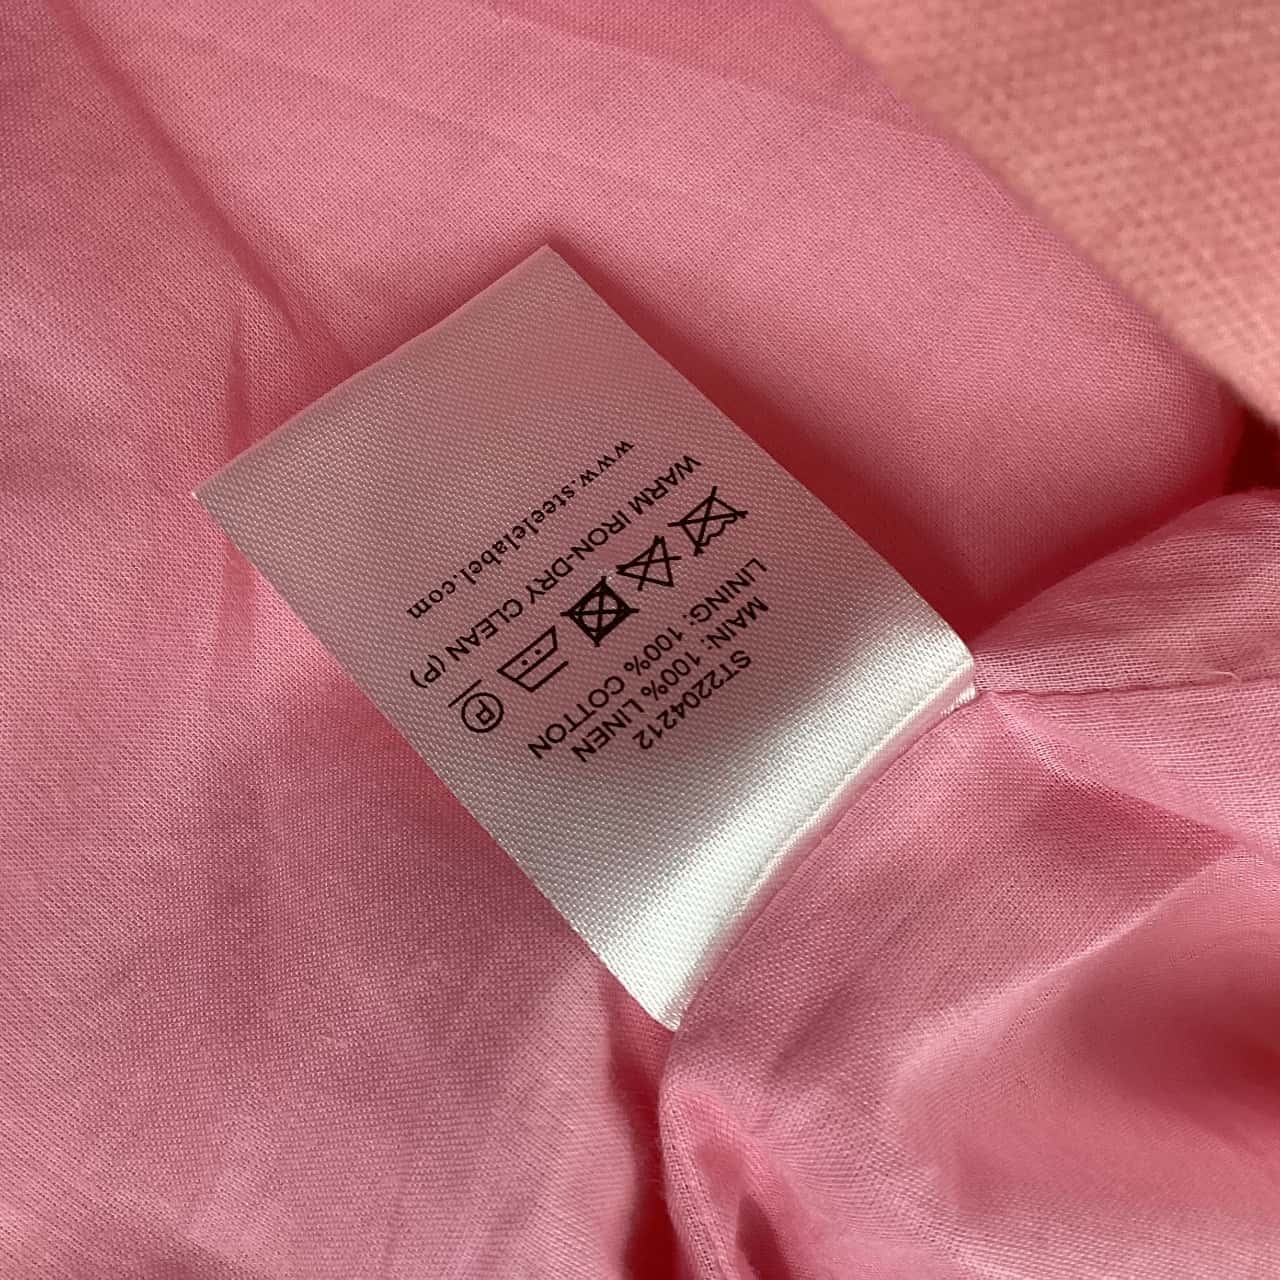 ST2204212
MAIN: 100% LINEN
LINING: 100% COTTON
P
WARM IRON-DRY CLEAN (P)
www.steelelabel.com